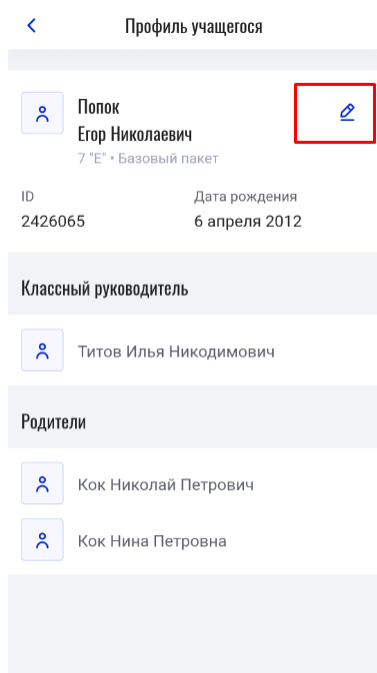 Профиль учащегося
Попок
Егор Николаевич
7 "Е" • Базовый пакет
ID
Дата рождения
2426065
6 апреля 2012
Классный руководитель
Титов Илья Никодимович
Родители
Кок Николай Петрович
Кок Нина Петровна